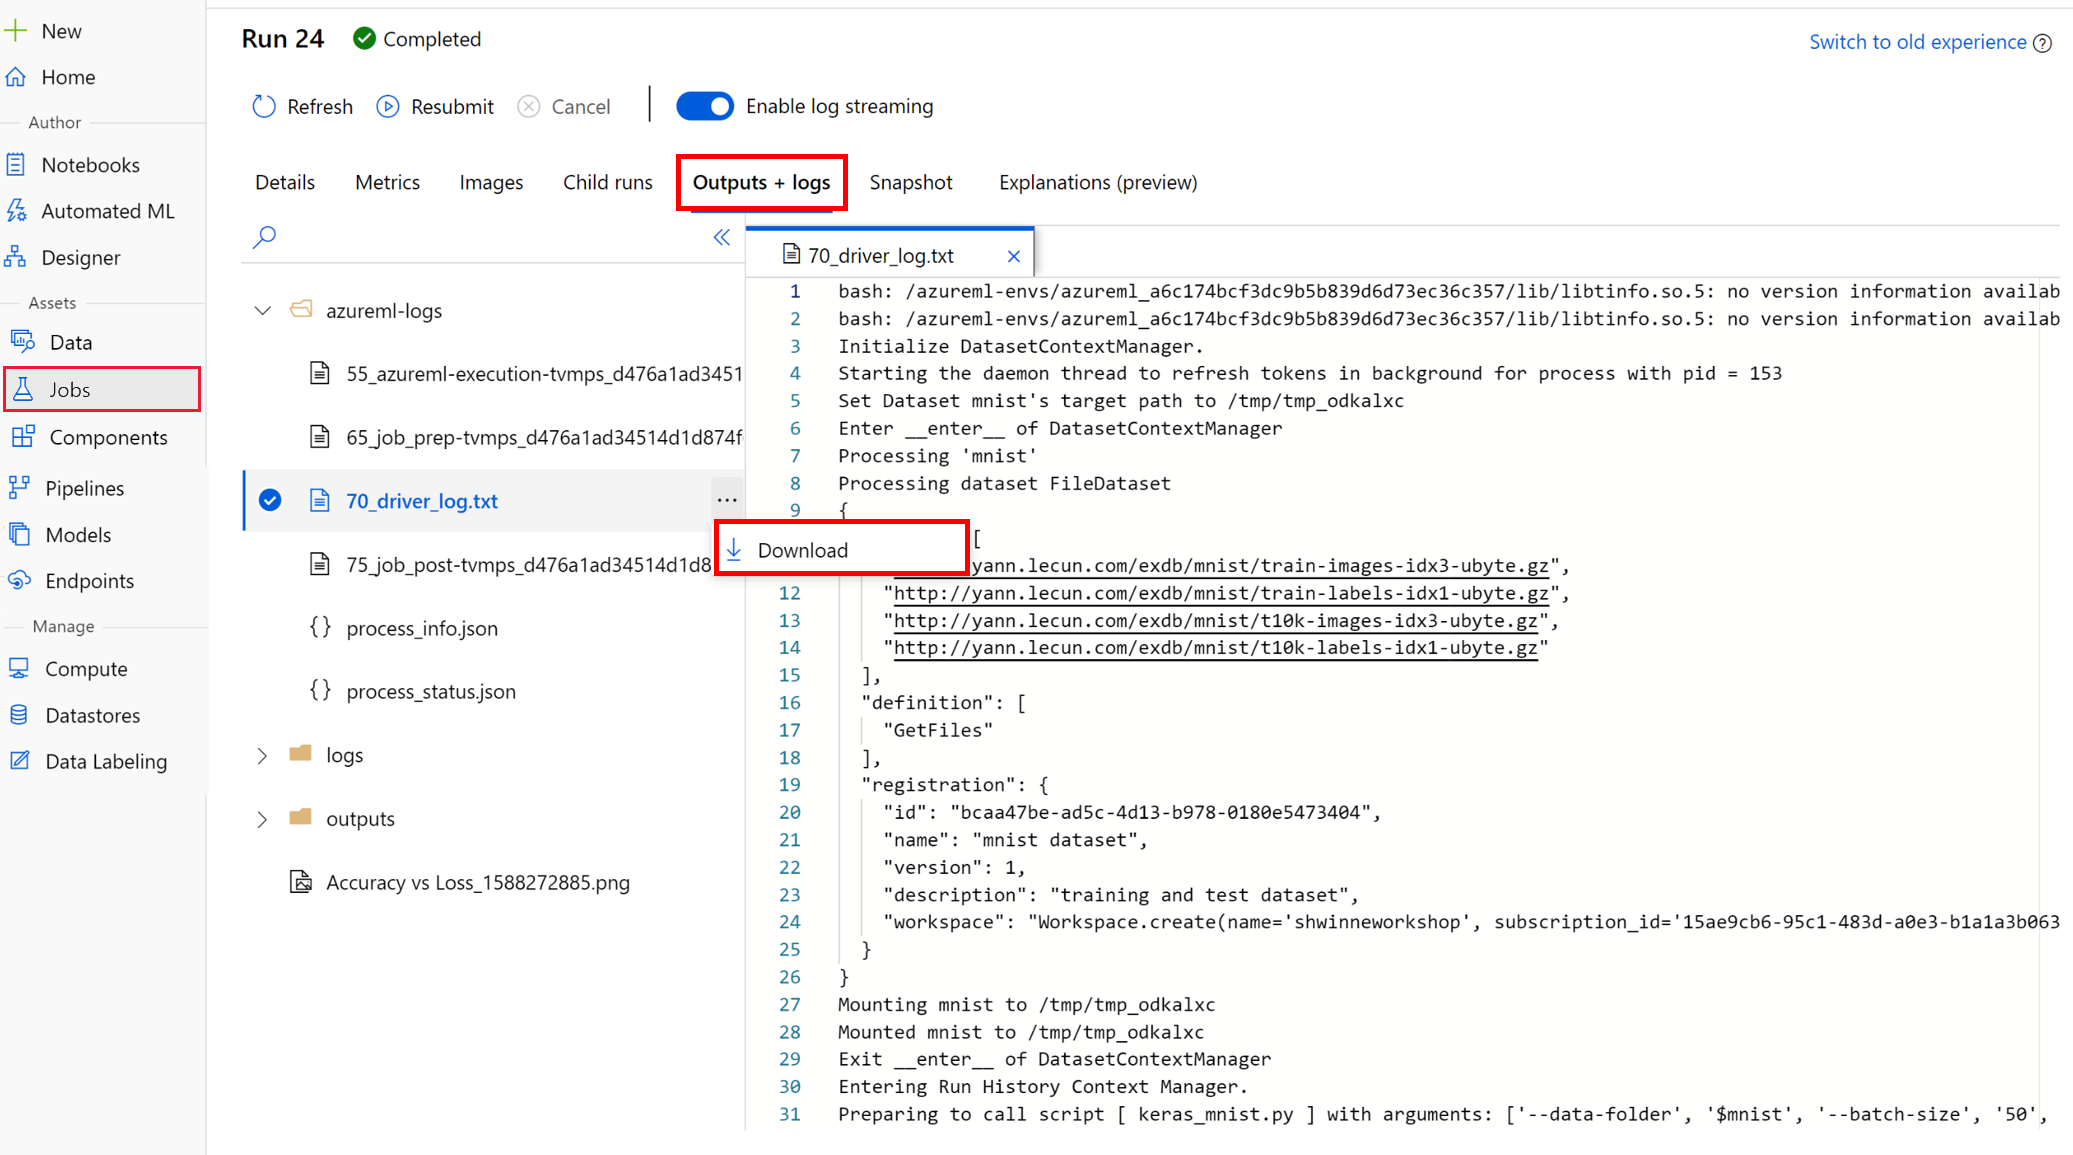 New
Home
Author
Notebooks
Automated ML
Designer
Assets
Data
Jobs
Components
Pipelines
Models
Endpoints
Manage
Compute
Datastores
Data Labeling
Run 24 Completed
Switch to old experience ?
Refresh Resubmit Cancel Enable log streaming
Details Metrics Images Child runs Outputs + logs Snapshot Explanations (preview)
azureml-logs
55_azureml-execution-tvmps_d476a1ad3451
65_job_prep-tvmps_d476a1ad34514d1d874f
70_driver_log.txt ...
Download
75_job_post-tvmps_d476a1ad34514d1d8
{} process_info.json
{} process_status.json
logs
outputs
Accuracy vs Loss_1588272885.png
70_driver_log.txt
1 bash: /azureml-envs/azureml_a6c174bcf3dc9b5b839d6d73ec36c357/lib/libtinfo.so.5: no version information availab
2 bash: /azureml-envs/azureml_a6c174bcf3dc9b5b839d6d73ec36c357/lib/libtinfo.so.5: no version information availab
3 Initialize DatasetContextManager.
4 Starting the daemon thread to refresh tokens in background for process with pid = 153
5 Set Dataset mnist's target path to /tmp/tmp_odkalxc
6 Enter __enter__ of DatasetContextManager
7 Processing 'mnist'
8 Processing dataset FileDataset
9 {
[
yann.lecun.com/exdb/mnist/train-images-idx3-ubyte.gz",
12 "http://yann.lecun.com/exdb/mnist/train-labels-idx1-ubyte.gz",
13 "http://yann.lecun.com/exdb/mnist/t10k-images-idx3-ubyte.gz",
14 "http://yann.lecun.com/exdb/mnist/t10k-labels-idx1-ubyte.gz"
15 ],
16 "definition": [
17 "GetFiles"
18 ],
19 "registration": {
20 "id": "bcaa47be-ad5c-4d13-b978-0180e5473404",
21 "name": "mnist dataset",
22 "version": 1,
23 "description": "training and test dataset",
24 "workspace": "Workspace.create(name='shwinneworkshop', subscription_id='15ae9cb6-95c1-483d-a0e3-b1a1a3b063
25 }
26 }
27 Mounting mnist to /tmp/tmp_odkalxc
28 Mounted mnist to /tmp/tmp_odkalxc
29 Exit __enter__ of DatasetContextManager
30 Entering Run History Context Manager.
31 Preparing to call script [ keras_mnist.py ] with arguments: ['--data-folder', '$mnist', '--batch-size', '50',